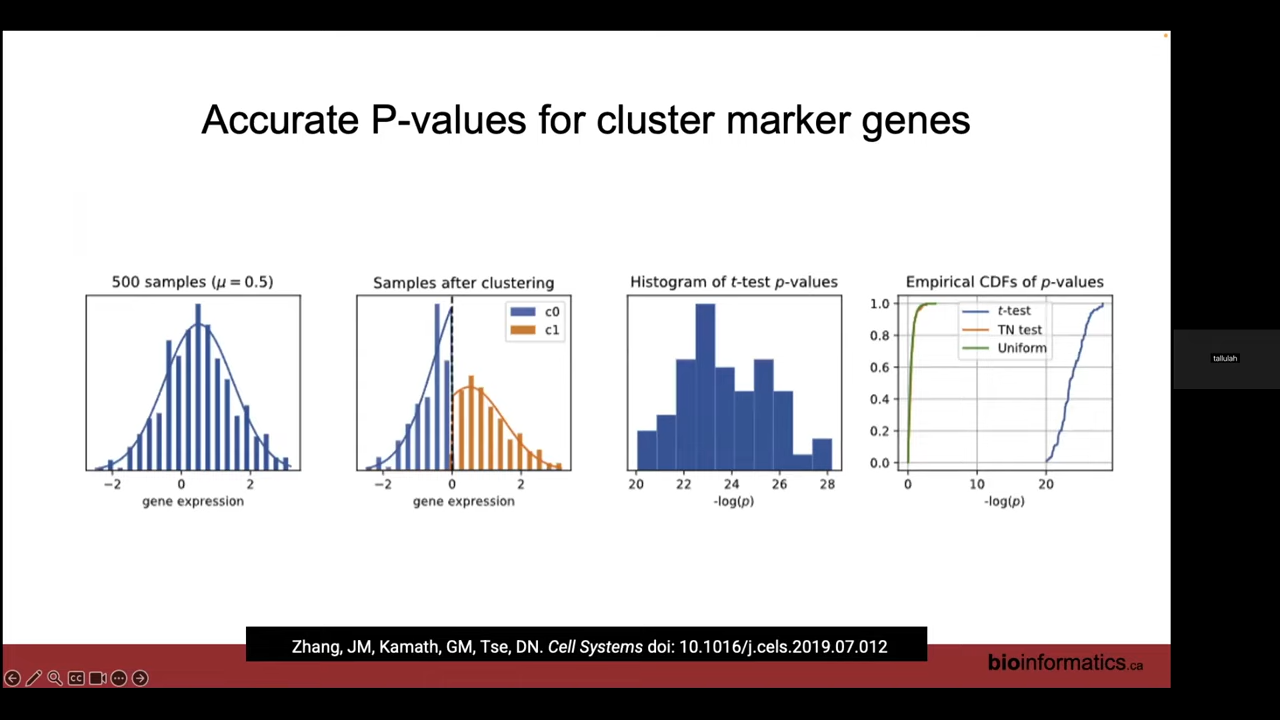 Accurate P-values for cluster marker genes
500 samples (μ = 0.5)
−2 0 2
gene expression
Samples after clustering
c0
c1
−2 0 2
gene expression
Histogram of t-test p-values
20 22 24 26 28
-log(p)
Empirical CDFs of p-values
1.0
0.8
0.6
0.4
0.2
0.0
t-test
TN test
Uniform
0 10 20
-log(p)
tallulah
Zhang, JM, Kamath, GM, Tse, DN. Cell Systems doi: 10.1016/j.cels.2019.07.012
bioinformatics.ca
CC